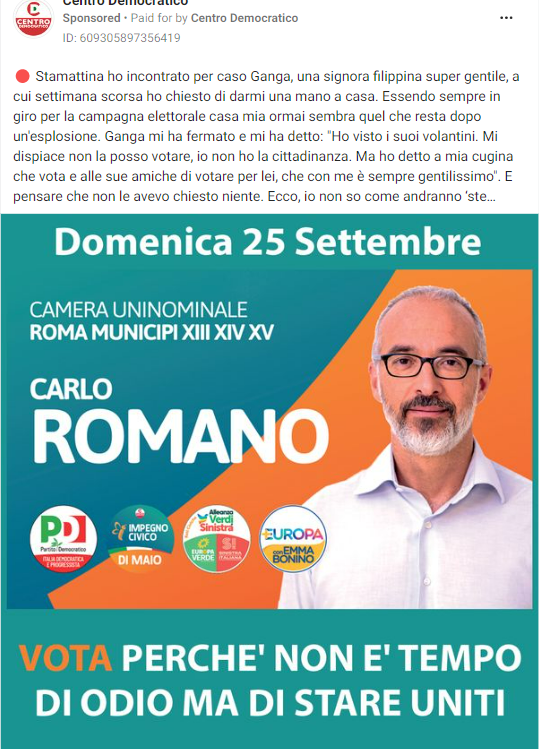 Centro Democratico
CENTRO
DEMOCRATICO
Sponsored • Paid for by Centro Democratico
ID: 609305897356419
🔴 Stamattina ho incontrato per caso Ganga, una signora filippina super gentile, a
cui settimana scorsa ho chiesto di darmi una mano a casa. Essendo sempre in
giro per la campagna elettorale casa mia ormai sembra quel che resta dopo
un'esplosione. Ganga mi ha fermato e mi ha detto: "Ho visto i suoi volantini. Mi
dispiace non la posso votare, io non ho la cittadinanza. Ma ho detto a mia cugina
che vota e alle sue amiche di votare per lei, che con me è sempre gentilissimo". E
pensare che non le avevo chiesto niente. Ecco, io non so come andranno 'ste...
Domenica 25 Settembre
CAMERA UNINOMINALE
ROMA MUNICIPI XIII XIV XV
CARLO
ROMANO
PD
Partito Democratico
ITALIA DEMOCRATICA
E PROGRESSISTA
IMPEGNO
CIVICO
DI MAIO
Alleanza
Verdi
Sinistra
EUROPA
VERDE
SI
SINISTRA
ITALIANA
+EUROPA
con EMMA
BONINO
VOTA PERCHE' NON E' TEMPO
DI ODIO MA DI STARE UNITI